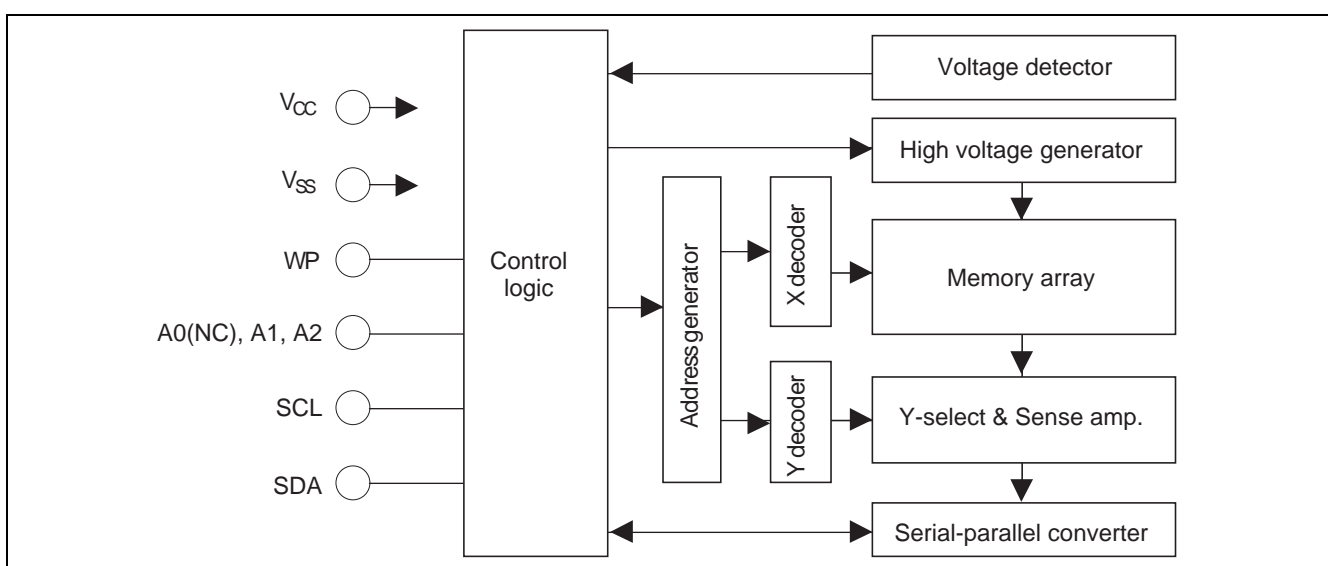 VCC
VSS
WP
A0(NC), A1, A2
SCL
SDA
Control
logic
Address generator
X decoder
Y decoder
Voltage detector
High voltage generator
Memory array
Y-select & Sense amp.
Serial-parallel converter